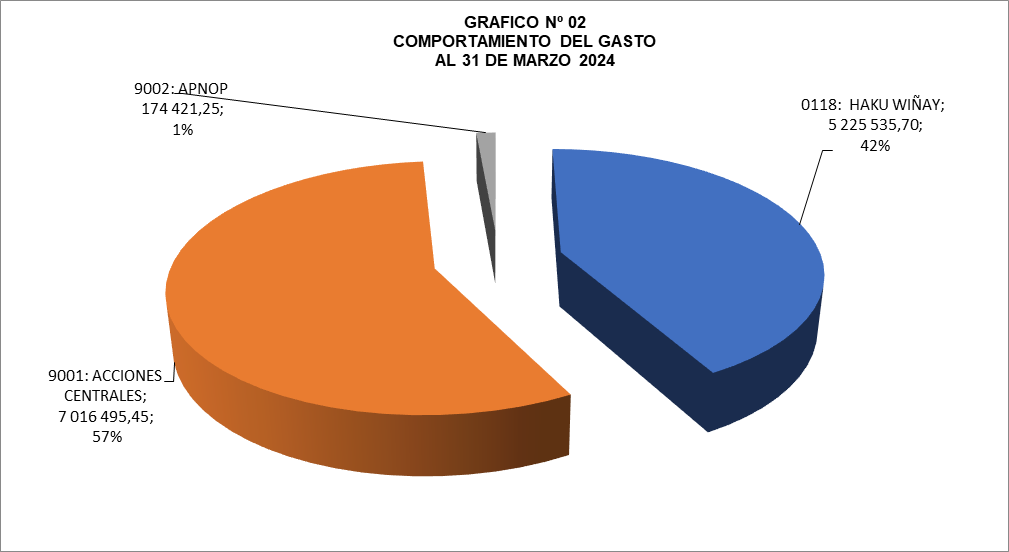 GRAFICO Nº 02
COMPORTAMIENTO DEL GASTO
AL 31 DE MARZO 2024
9002: APNOP
174 421,25;
1%
0118: HAKU WIÑAY;
5 225 535,70;
42%
9001: ACCIONES
CENTRALES;
7 016 495,45;
57%